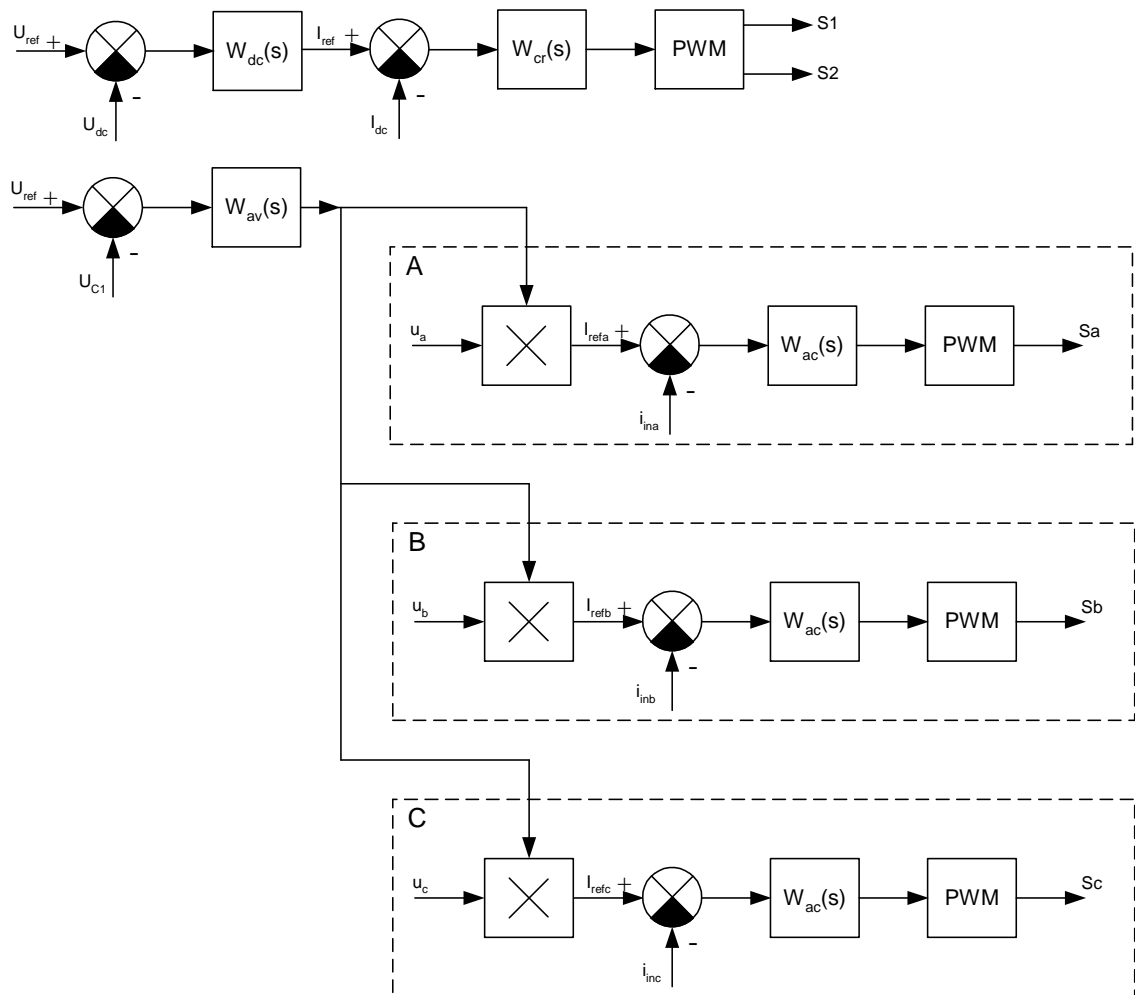 U_ref + W_dc(s) I_ref + W_cr(s) PWM S1
S2
- -
U_dc I_dc
U_ref + W_av(s)
-
U_C1
A
u_a I_refa + W_ac(s) PWM Sa
-
i_ina
B
u_b I_refb + W_ac(s) PWM Sb
-
i_inb
C
u_c I_refc + W_ac(s) PWM Sc
-
i_inc